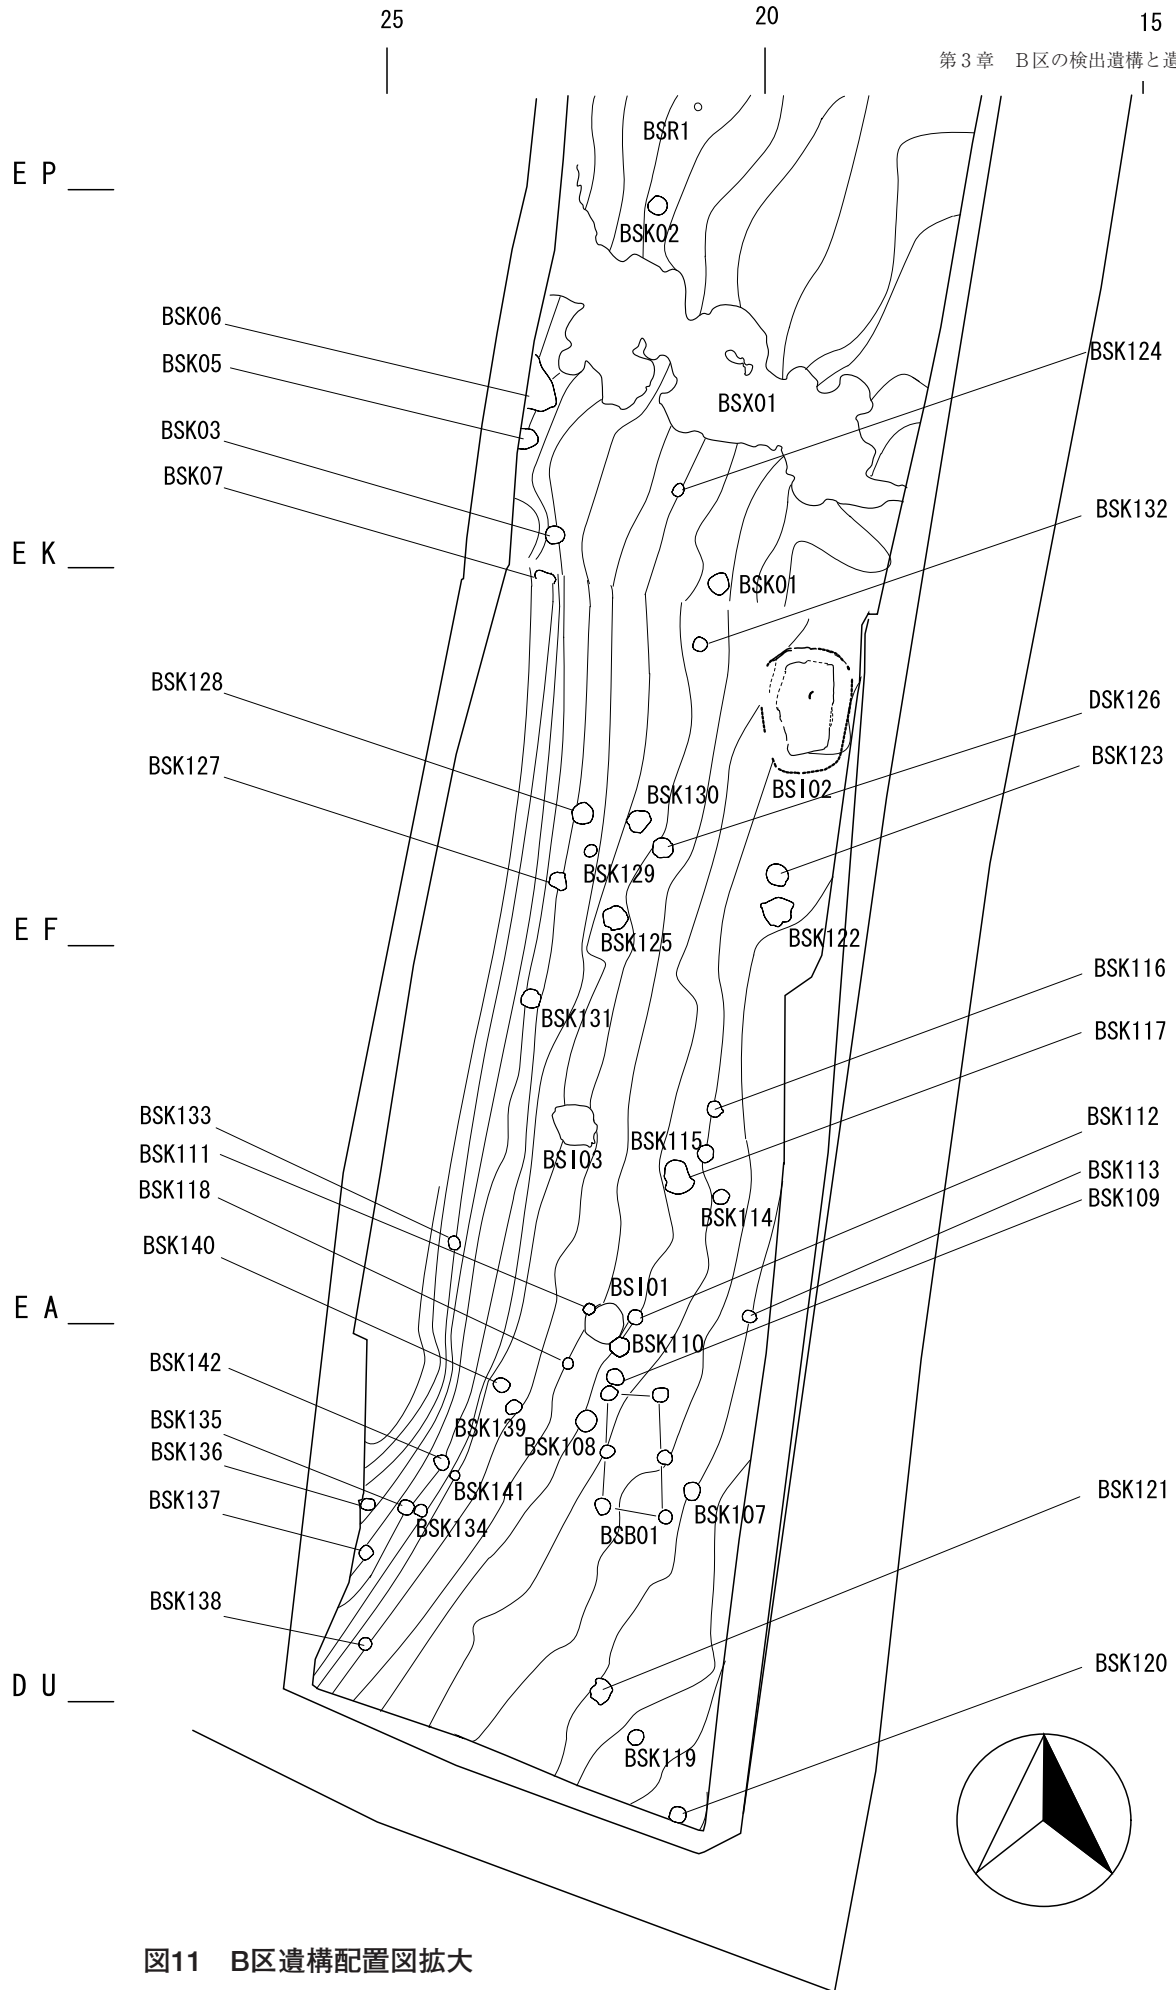 25
20
15
第３章　Ｂ区の検出遺構と遺
BSR1
E P
BSK02
BSK06
BSK124
BSK05
BSX01
BSK03
BSK07
BSK132
E K
BSK01
BSK128
DSK126
BSK123
BSK127
BSI02
BSK130
BSK129
E F
BSK125
BSK122
BSK116
BSK131
BSK117
BSK133
BSK112
BSK115
BSK111
BSI03
BSK113
BSK118
BSK109
BSK114
BSK140
BSI01
E A
BSK110
BSK142
BSK135
BSK139
BSK108
BSK136
BSK141
BSK121
BSK137
BSK134
BSB01
BSK107
BSK138
BSK120
D U
BSK119
図11　B区遺構配置図拡大